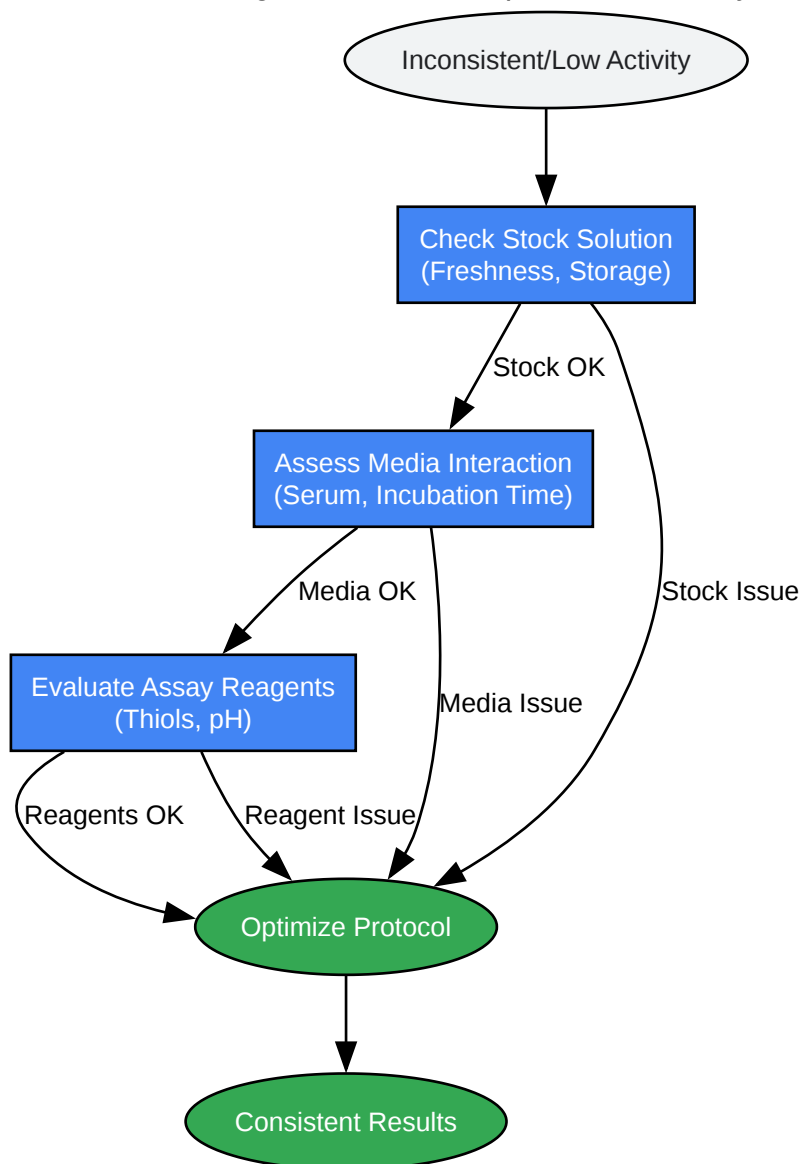 Inconsistent/Low Activity
Check Stock Solution
(Freshness, Storage)
Stock OK
Assess Media Interaction
(Serum, Incubation Time)
Media OK
Stock Issue
Evaluate Assay Reagents
(Thiols, pH)
Media Issue
Reagents OK
Reagent Issue
Optimize Protocol
Consistent Results